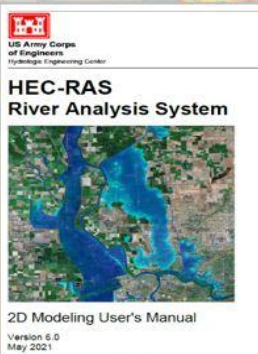 US Army Corps
of Engineers
Hydrologic Engineering Center
HEC-RAS
River Analysis System
2D Modeling User's Manual
Version 6.0
May 2021